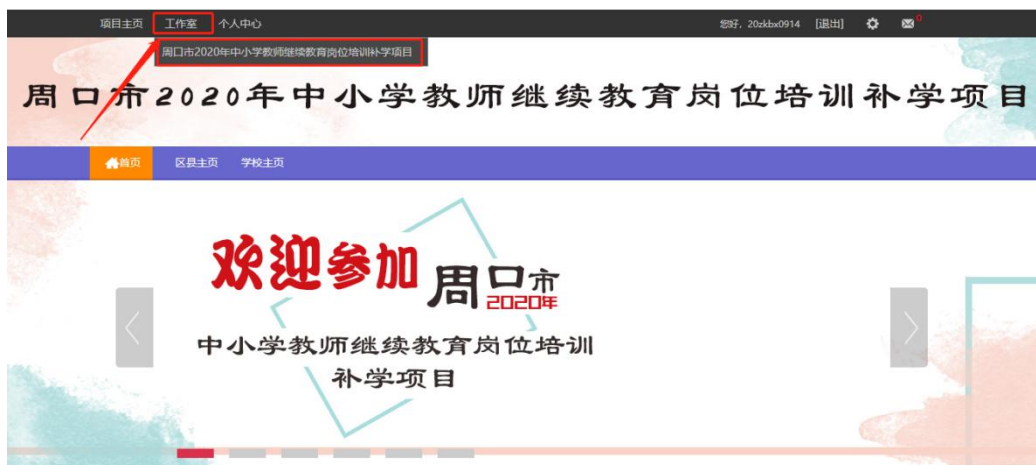 项目主页 工作室 个人中心 您好，20zkbx0914 [退出] 0
周口市2020年中小学教师继续教育岗位培训补学项目
周口市2020年中小学教师继续教育岗位培训补学项目
首页 区县主页 学校主页
欢迎参加 周口市
2020年
中小学教师继续教育岗位培训
补学项目